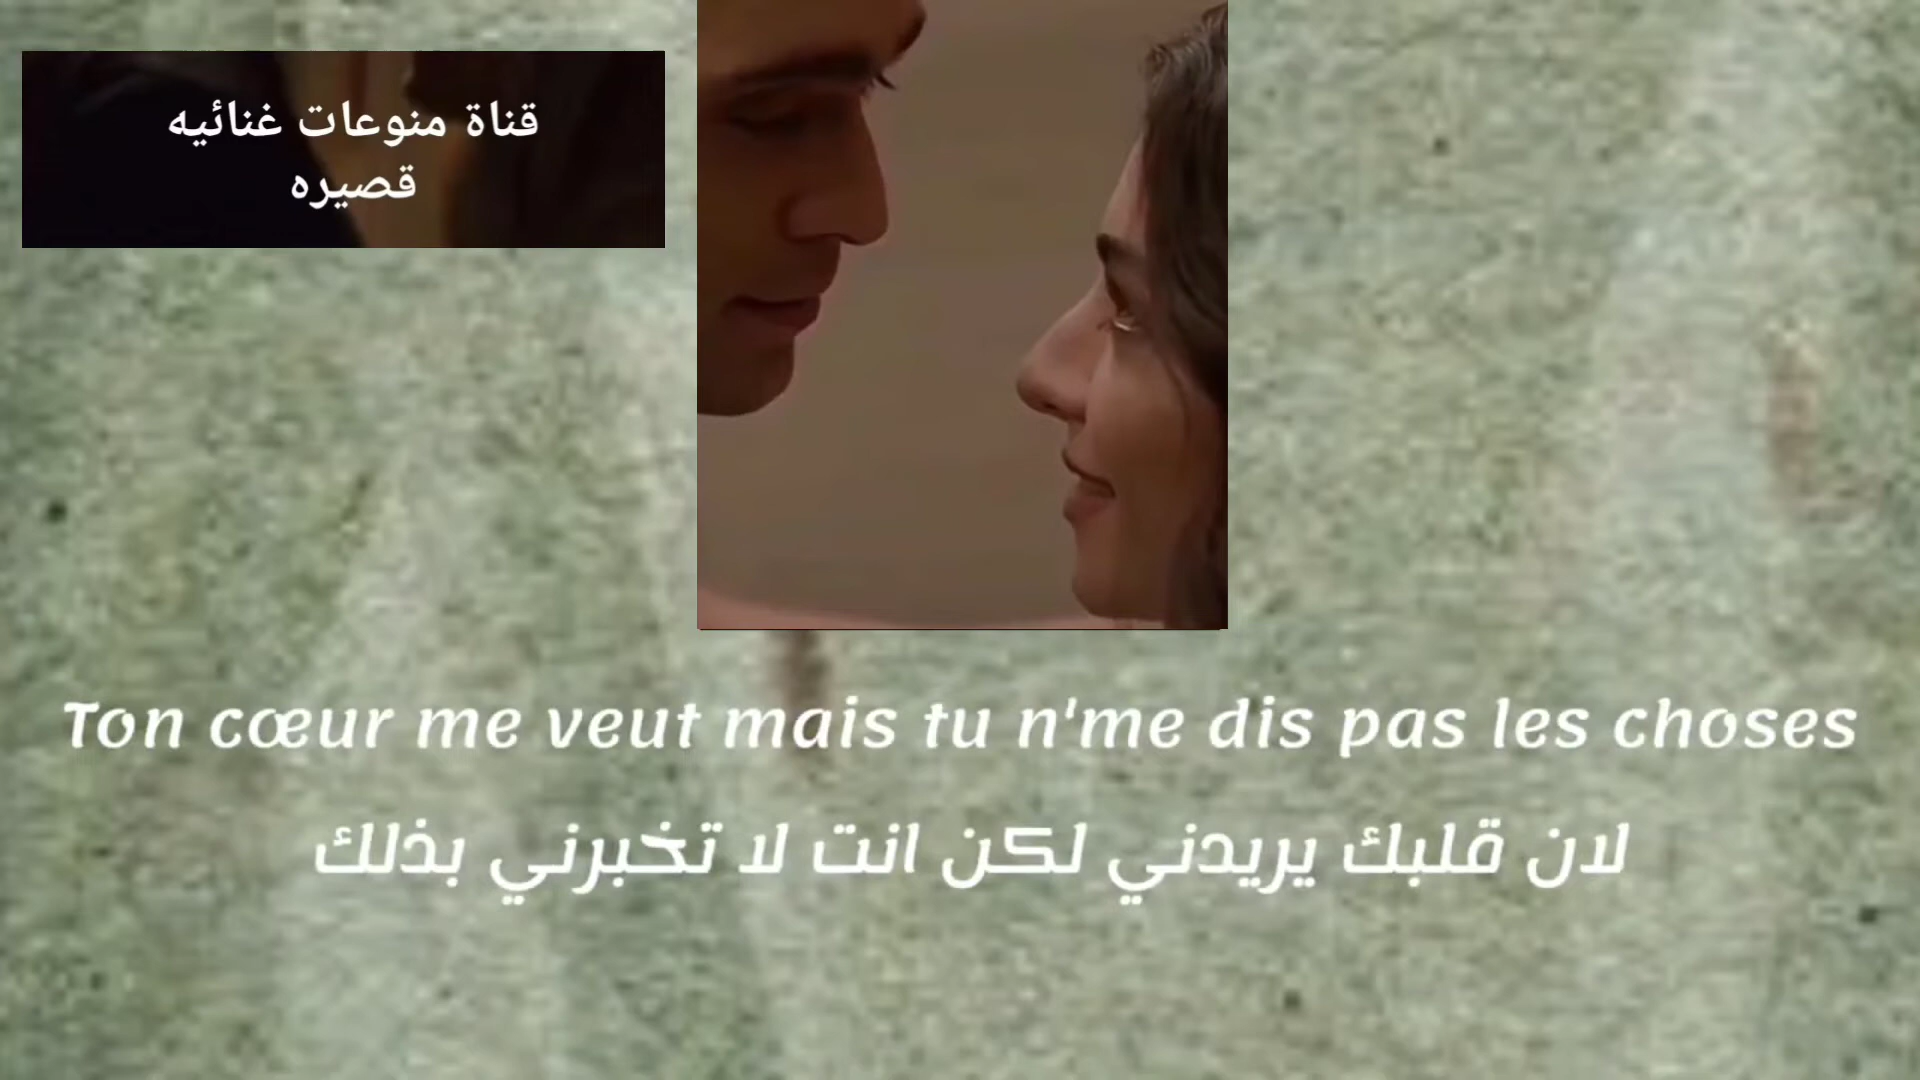 قناة منوعات غنائيه
قصيره
Ton cœur me veut mais tu n'me dis pas les choses
لان قلبك يريدني لكن انت لا تخبرني بذلك